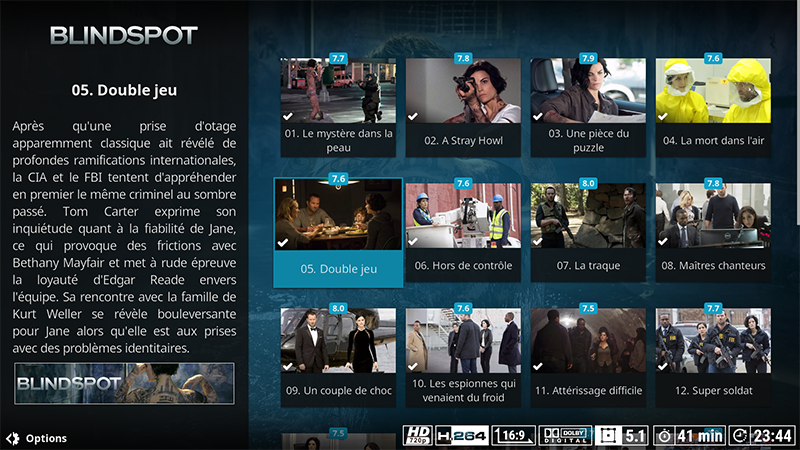 BLINDSPOT
05. Double jeu
Après qu'une prise d'otage
apparemment classique ait révélé de
profondes ramifications internationales,
la CIA et le FBI tentent d'appréhender
en premier le même criminel au sombre
passé. Tom Carter exprime son
inquiétude quant à la fiabilité de Jane,
ce qui provoque des frictions avec
Bethany Mayfair et met à rude épreuve
la loyauté d'Edgar Reade envers
l'équipe. Sa rencontre avec la famille de
Kurt Weller se révèle bouleversante
pour Jane alors qu'elle est aux prises
avec des problèmes identitaires.
BLINDSPOT
Options
7.7
01. Le mystère dans la
peau
7.8
02. A Stray Howl
7.9
03. Une pièce du
puzzle
7.6
04. La mort dans l'air
7.6
05. Double jeu
7.6
06. Hors de contrôle
8.0
07. La traque
7.8
08. Maîtres chanteurs
8.0
09. Un couple de choc
7.6
10. Les espionnes qui
venaient du froid
7.5
11. Attérissage difficile
7.7
12. Super soldat
7.5
HD
720p
H.264
16:9
DOLBY
DIGITAL
5.1
41 min
23:44